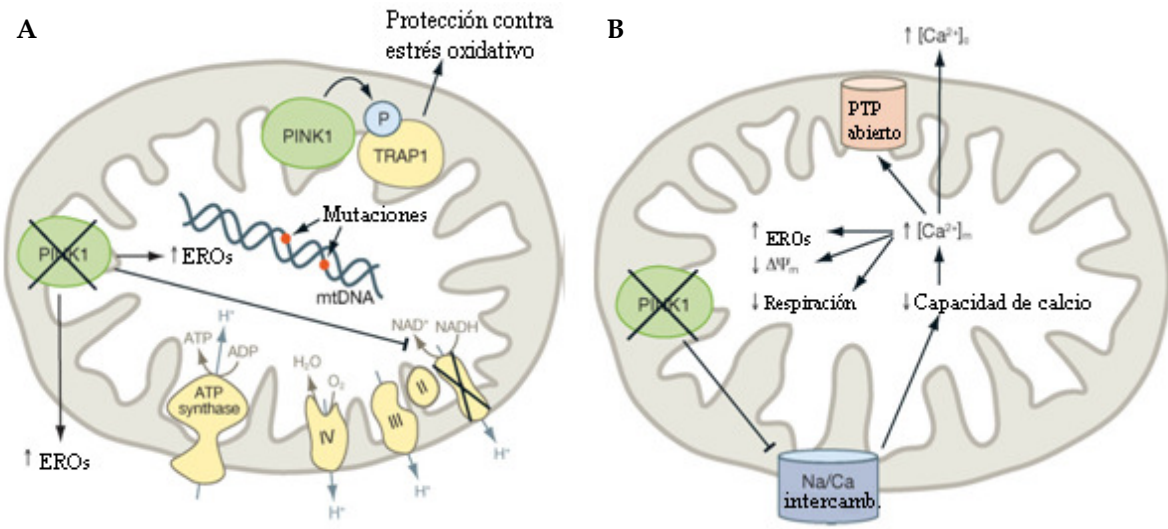 A
Protección contra
estrés oxidativo
PINK1
P
TRAP1
Mutaciones
PINK1
↑ EROs
mtDNA
H⁺
NAD⁺
NADH
ATP
ADP
H₂O
O₂
ATP
synthase
IV
III
II
↑ EROs
H⁺
H⁺
H⁺
B
↑ [Ca²⁺]c
PTP
abierto
↑ EROs
↑ [Ca²⁺]m
↓ ΔΨm
PINK1
↓ Respiración
↓ Capacidad de calcio
Na/Ca
intercamb.